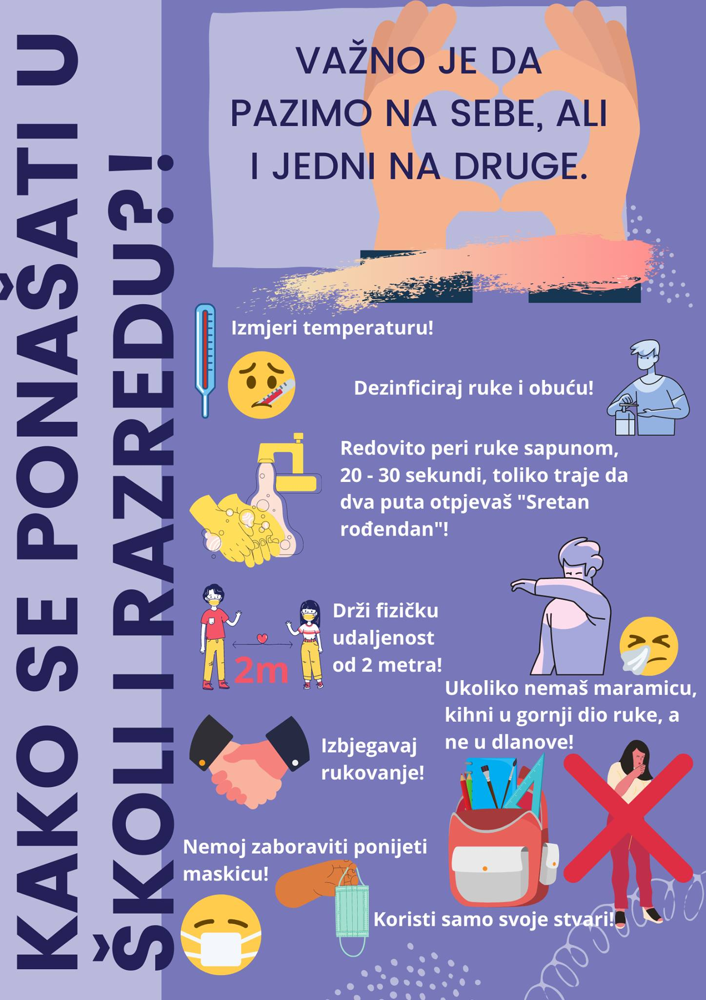 KAKO SE PONAŠATI U
ŠKOLI I RAZREDU?!
VAŽNO JE DA
PAZIMO NA SEBE, ALI
I JEDNI NA DRUGE.
Izmjeri temperaturu!
Dezinficiraj ruke i obuću!
Redovito peri ruke sapunom,
20 - 30 sekundi, toliko traje da
dva puta otpjevaš "Sretan
rođendan"!
Drži fizičku
udaljenost
od 2 metra!
2m
Ukoliko nemaš maramicu,
kihni u gornji dio ruke, a
ne u dlanove!
Izbjegavaj
rukovanje!
Nemoj zaboraviti ponijeti
maskicu!
Koristi samo svoje stvari!